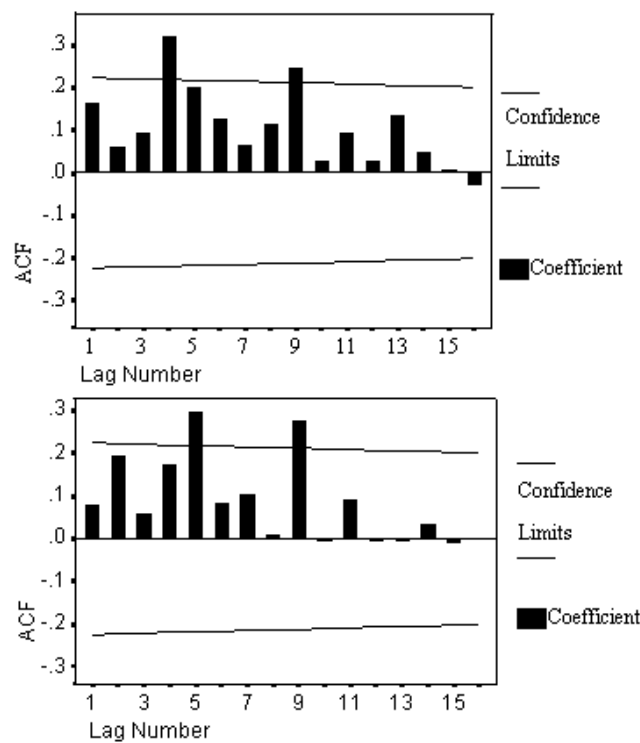 .3
.2
.1
.0
-.1
-.2
-.3
ACF
1 3 5 7 9 11 13 15
Lag Number
Confidence
Limits
Coefficient
.3
.2
.1
.0
-.1
-.2
-.3
ACF
1 3 5 7 9 11 13 15
Lag Number
Confidence
Limits
Coefficient